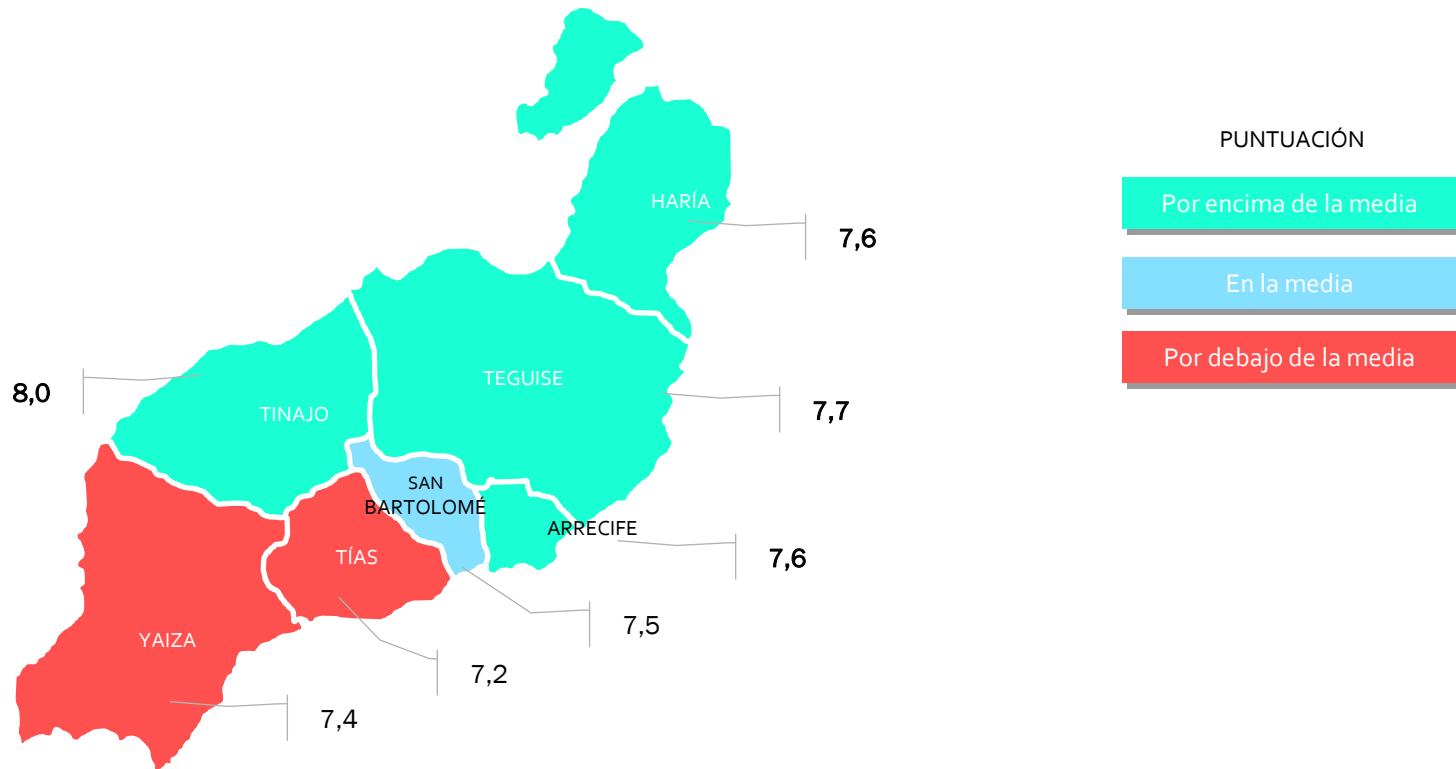 PUNTUACIÓN
Por encima de la media
En la media
Por debajo de la media
HARÍA
7,6
TEGUISE
7,7
8,0
TINAJO
SAN
BARTOLOMÉ
7,5
ARRECIFE
7,6
TÍAS
7,2
YAIZA
7,4